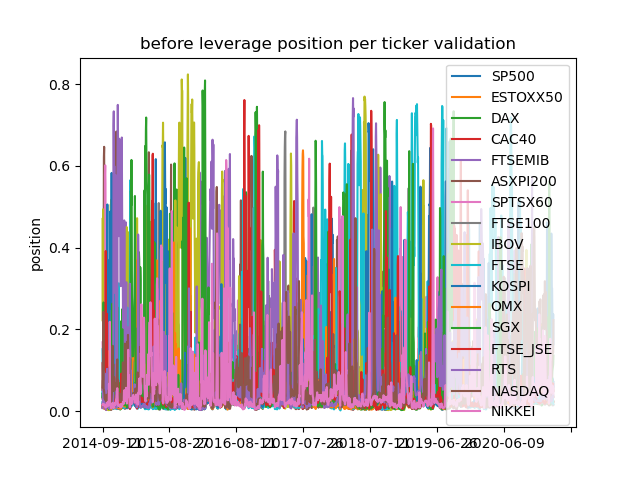 before leverage position per ticker validation
0.8
0.6
0.4
0.2
0.0
position
SP500
ESTOXX50
DAX
CAC40
FTSEMIB
ASXPI200
SPTSX60
FTSE100
IBOV
FTSE
KOSPI
OMX
SGX
FTSE_JSE
RTS
NASDAQ
NIKKEI
2014-09-11 2015-08-27 2016-08-11 2017-07-26 2018-07-11 2019-06-26 2020-06-09